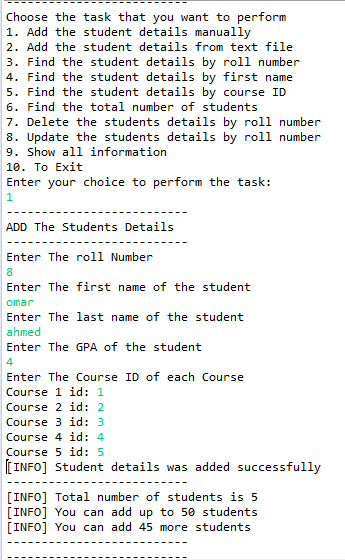 ---------------------------
Choose the task that you want to perform
1. Add the student details manually
2. Add the student details from text file
3. Find the student details by roll number
4. Find the student details by first name
5. Find the student details by course ID
6. Find the total number of students
7. Delete the students details by roll number
8. Update the students details by roll number
9. Show all information
10. To Exit
Enter your choice to perform the task:
1
---------------------------
ADD The Students Details
---------------------------
Enter The roll Number
8
Enter The first name of the student
omar
Enter The last name of the student
ahmed
Enter The GPA of the student
4
Enter The Course ID of each Course
Course 1 id: 1
Course 2 id: 2
Course 3 id: 3
Course 4 id: 4
Course 5 id: 5
[INFO] Student details was added successfully
---------------------------
[INFO] Total number of students is 5
[INFO] You can add up to 50 students
[INFO] You can add 45 more students
---------------------------
---------------------------